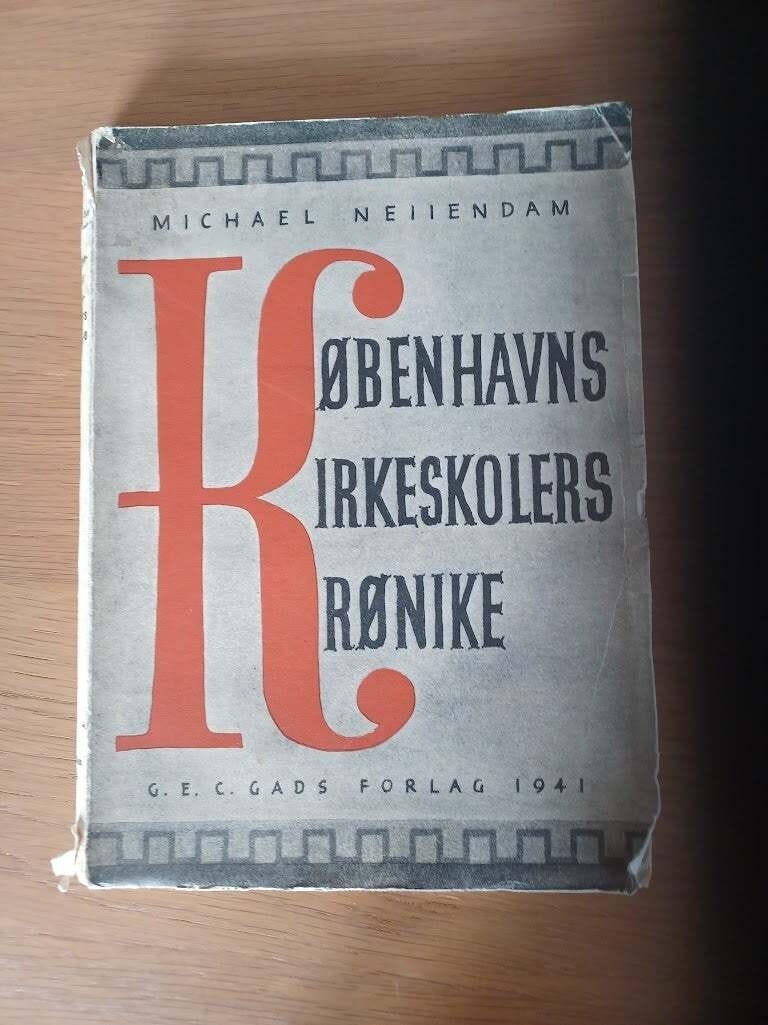 MICHAEL NEIIENDAM
KØBENHAVNS
KIRKESKOLERS
KRØNIKE
G. E. C. GADS FORLAG 1941